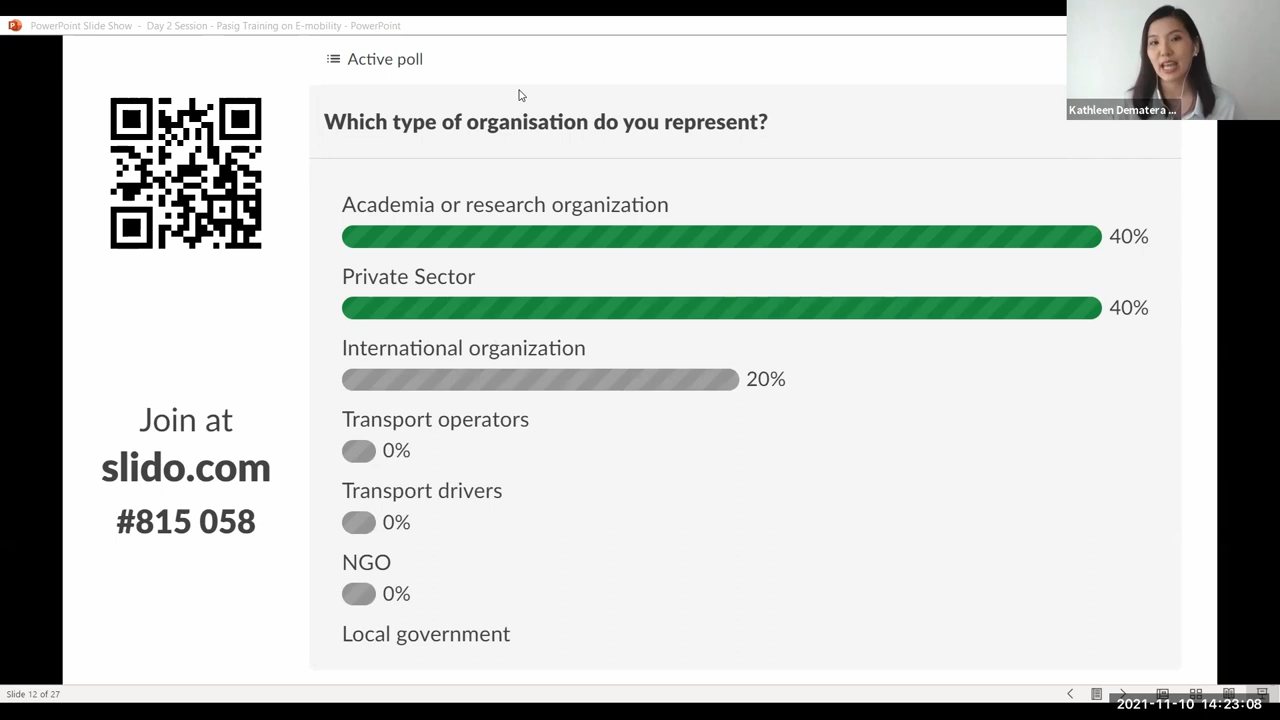 PowerPoint Slide Show - Day 2 Session - Pasig Training on E-mobility - PowerPoint
Active poll
Kathleen Dematera ...
Which type of organisation do you represent?
Academia or research organization
40%
Private Sector
40%
International organization
20%
Transport operators
0%
Transport drivers
0%
NGO
0%
Local government
Join at
slido.com
#815 058
Slide 12 of 27
2021-11-10 14:23:08